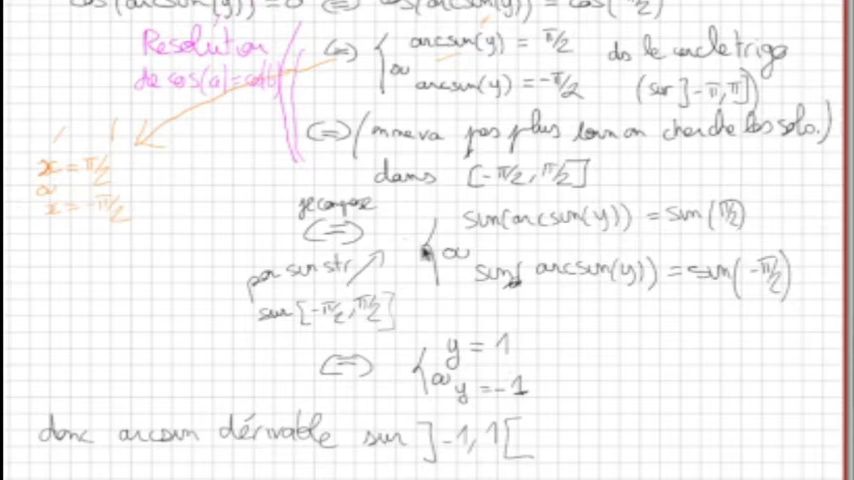 cos(arcsin(y)) = 0 ⟺ cos(arcsin(y)) = cos(π/2)
Résolution
de cos(a)=cos(b)
⟺ { arcsin(y) = π/2
ou arcsin(y) = -π/2
ds le cercle trigo
(sur ]-π, π])
⟺ (on ne va pas plus loin on cherche les solo.)
dans [-π/2, π/2]
x = π/2
ou
x = -π/2
je compose
⟺
par sin str ↗
sur [-π/2, π/2]
{ sin(arcsin(y)) = sin(π/2)
ou sin(arcsin(y)) = sin(-π/2)
⟺ { y = 1
ou y = -1
donc arcsin dérivable sur ]-1, 1[